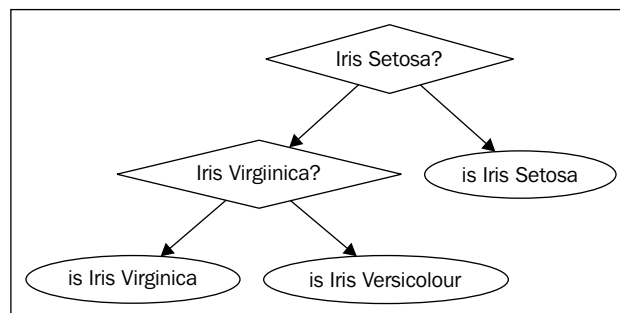 Iris Setosa?
Iris Virgiinica?
is Iris Setosa
is Iris Virginica
is Iris Versicolour